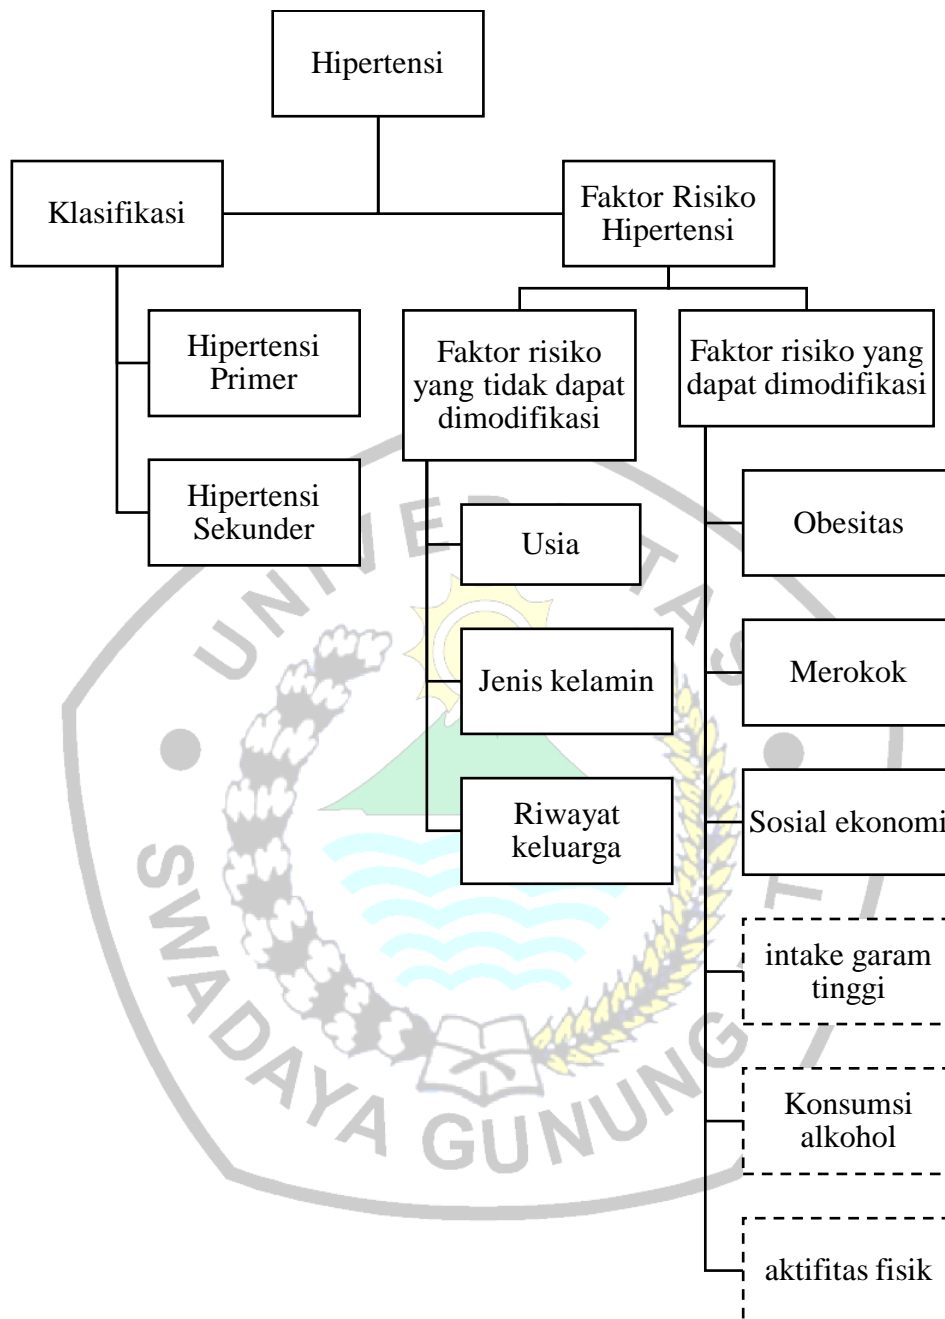 Hipertensi
Klasifikasi
Faktor Risiko
Hipertensi
Hipertensi
Primer
Hipertensi
Sekunder
Faktor risiko
yang tidak dapat
dimodifikasi
Usia
Jenis kelamin
Riwayat
keluarga
Faktor risiko yang
dapat dimodifikasi
Obesitas
Merokok
Sosial ekonomi
intake garam
tinggi
Konsumsi
alkohol
aktifitas fisik
SWADAYA GUNUNG